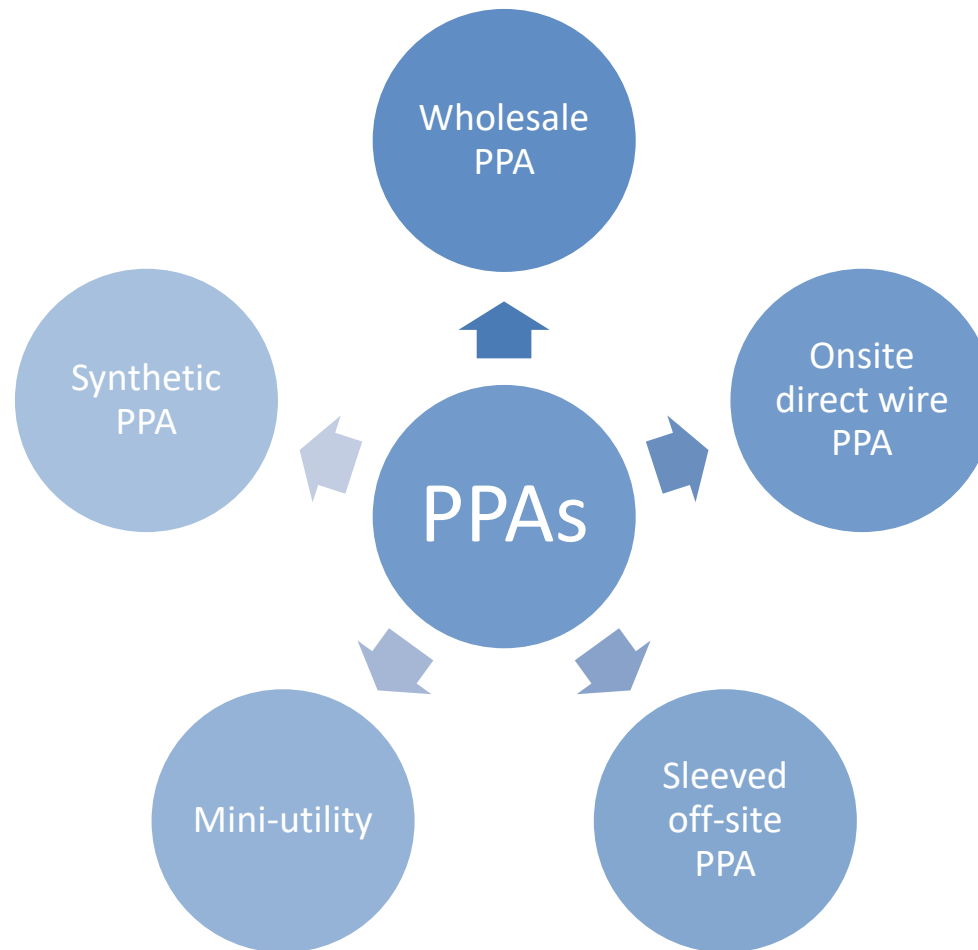 Wholesale
PPA
Synthetic
PPA
Onsite
direct wire
PPA
PPAs
Mini-utility
Sleeved
off-site
PPA